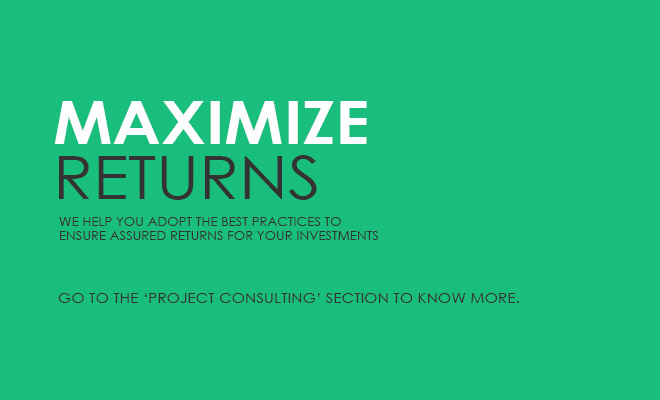 MAXIMIZE
RETURNS
WE HELP YOU ADOPT THE BEST PRACTICES TO
ENSURE ASSURED RETURNS FOR YOUR INVESTMENTS
GO TO THE ‘PROJECT CONSULTING’ SECTION TO KNOW MORE.